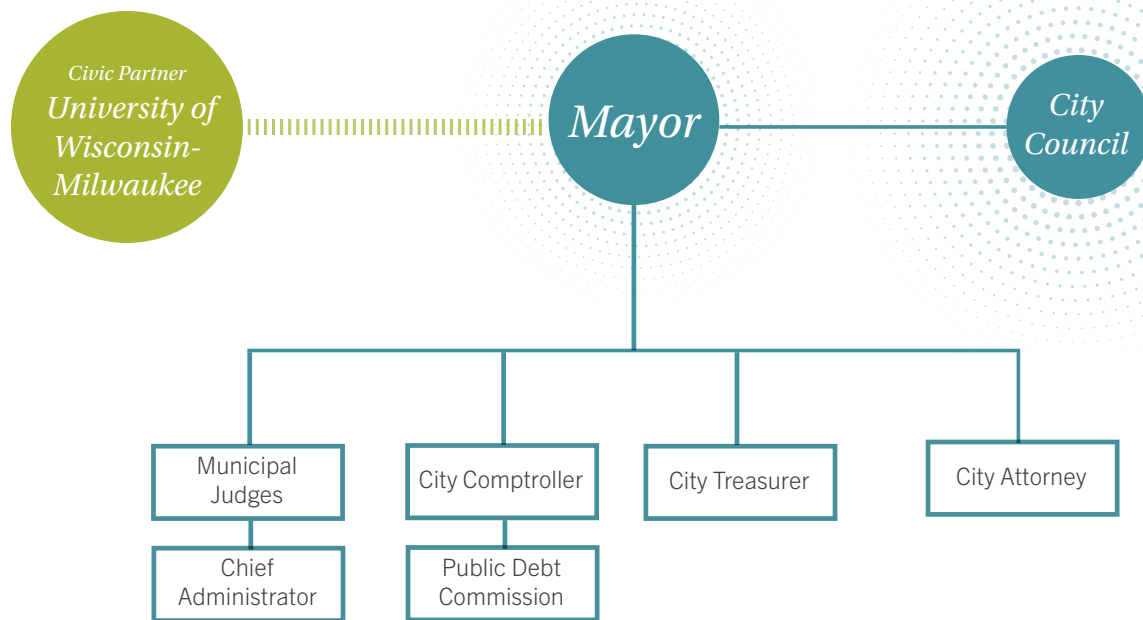 Civic Partner
University of
Wisconsin-
Milwaukee
Mayor
City
Council
Municipal
Judges
City Comptroller
City Treasurer
City Attorney
Chief
Administrator
Public Debt
Commission